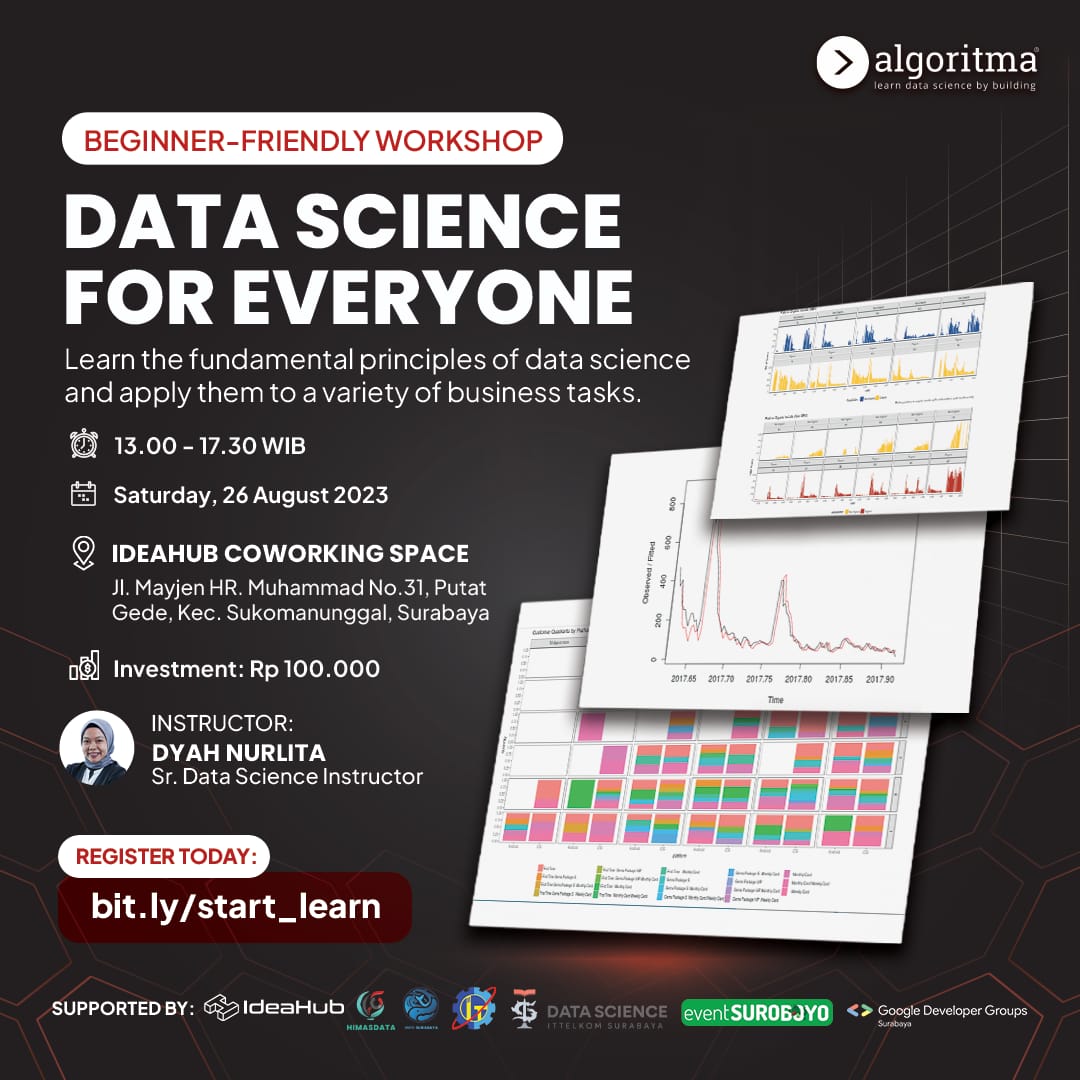 algoritma
learn data science by building
BEGINNER-FRIENDLY WORKSHOP
DATA SCIENCE
FOR EVERYONE
Learn the fundamental principles of data science
and apply them to a variety of business tasks.
13.00 - 17.30 WIB
Saturday, 26 August 2023
IDEAHUB COWORKING SPACE
Jl. Mayjen HR. Muhammad No.31, Putat
Gede, Kec. Sukomanunggal, Surabaya
Investment: Rp 100.000
INSTRUCTOR:
DYAH NURLITA
Sr. Data Science Instructor
Observed / Fitted
800
600
400
200
0
2017.65 2017.70 2017.75 2017.80 2017.85 2017.90
Time
REGISTER TODAY:
bit.ly/start_learn
SUPPORTED BY:
IdeaHub
HIMASDATA
DATA SCIENCE
ITTELKOM SURABAYA
eventSUROBOYO
Google Developer Groups
Surabaya